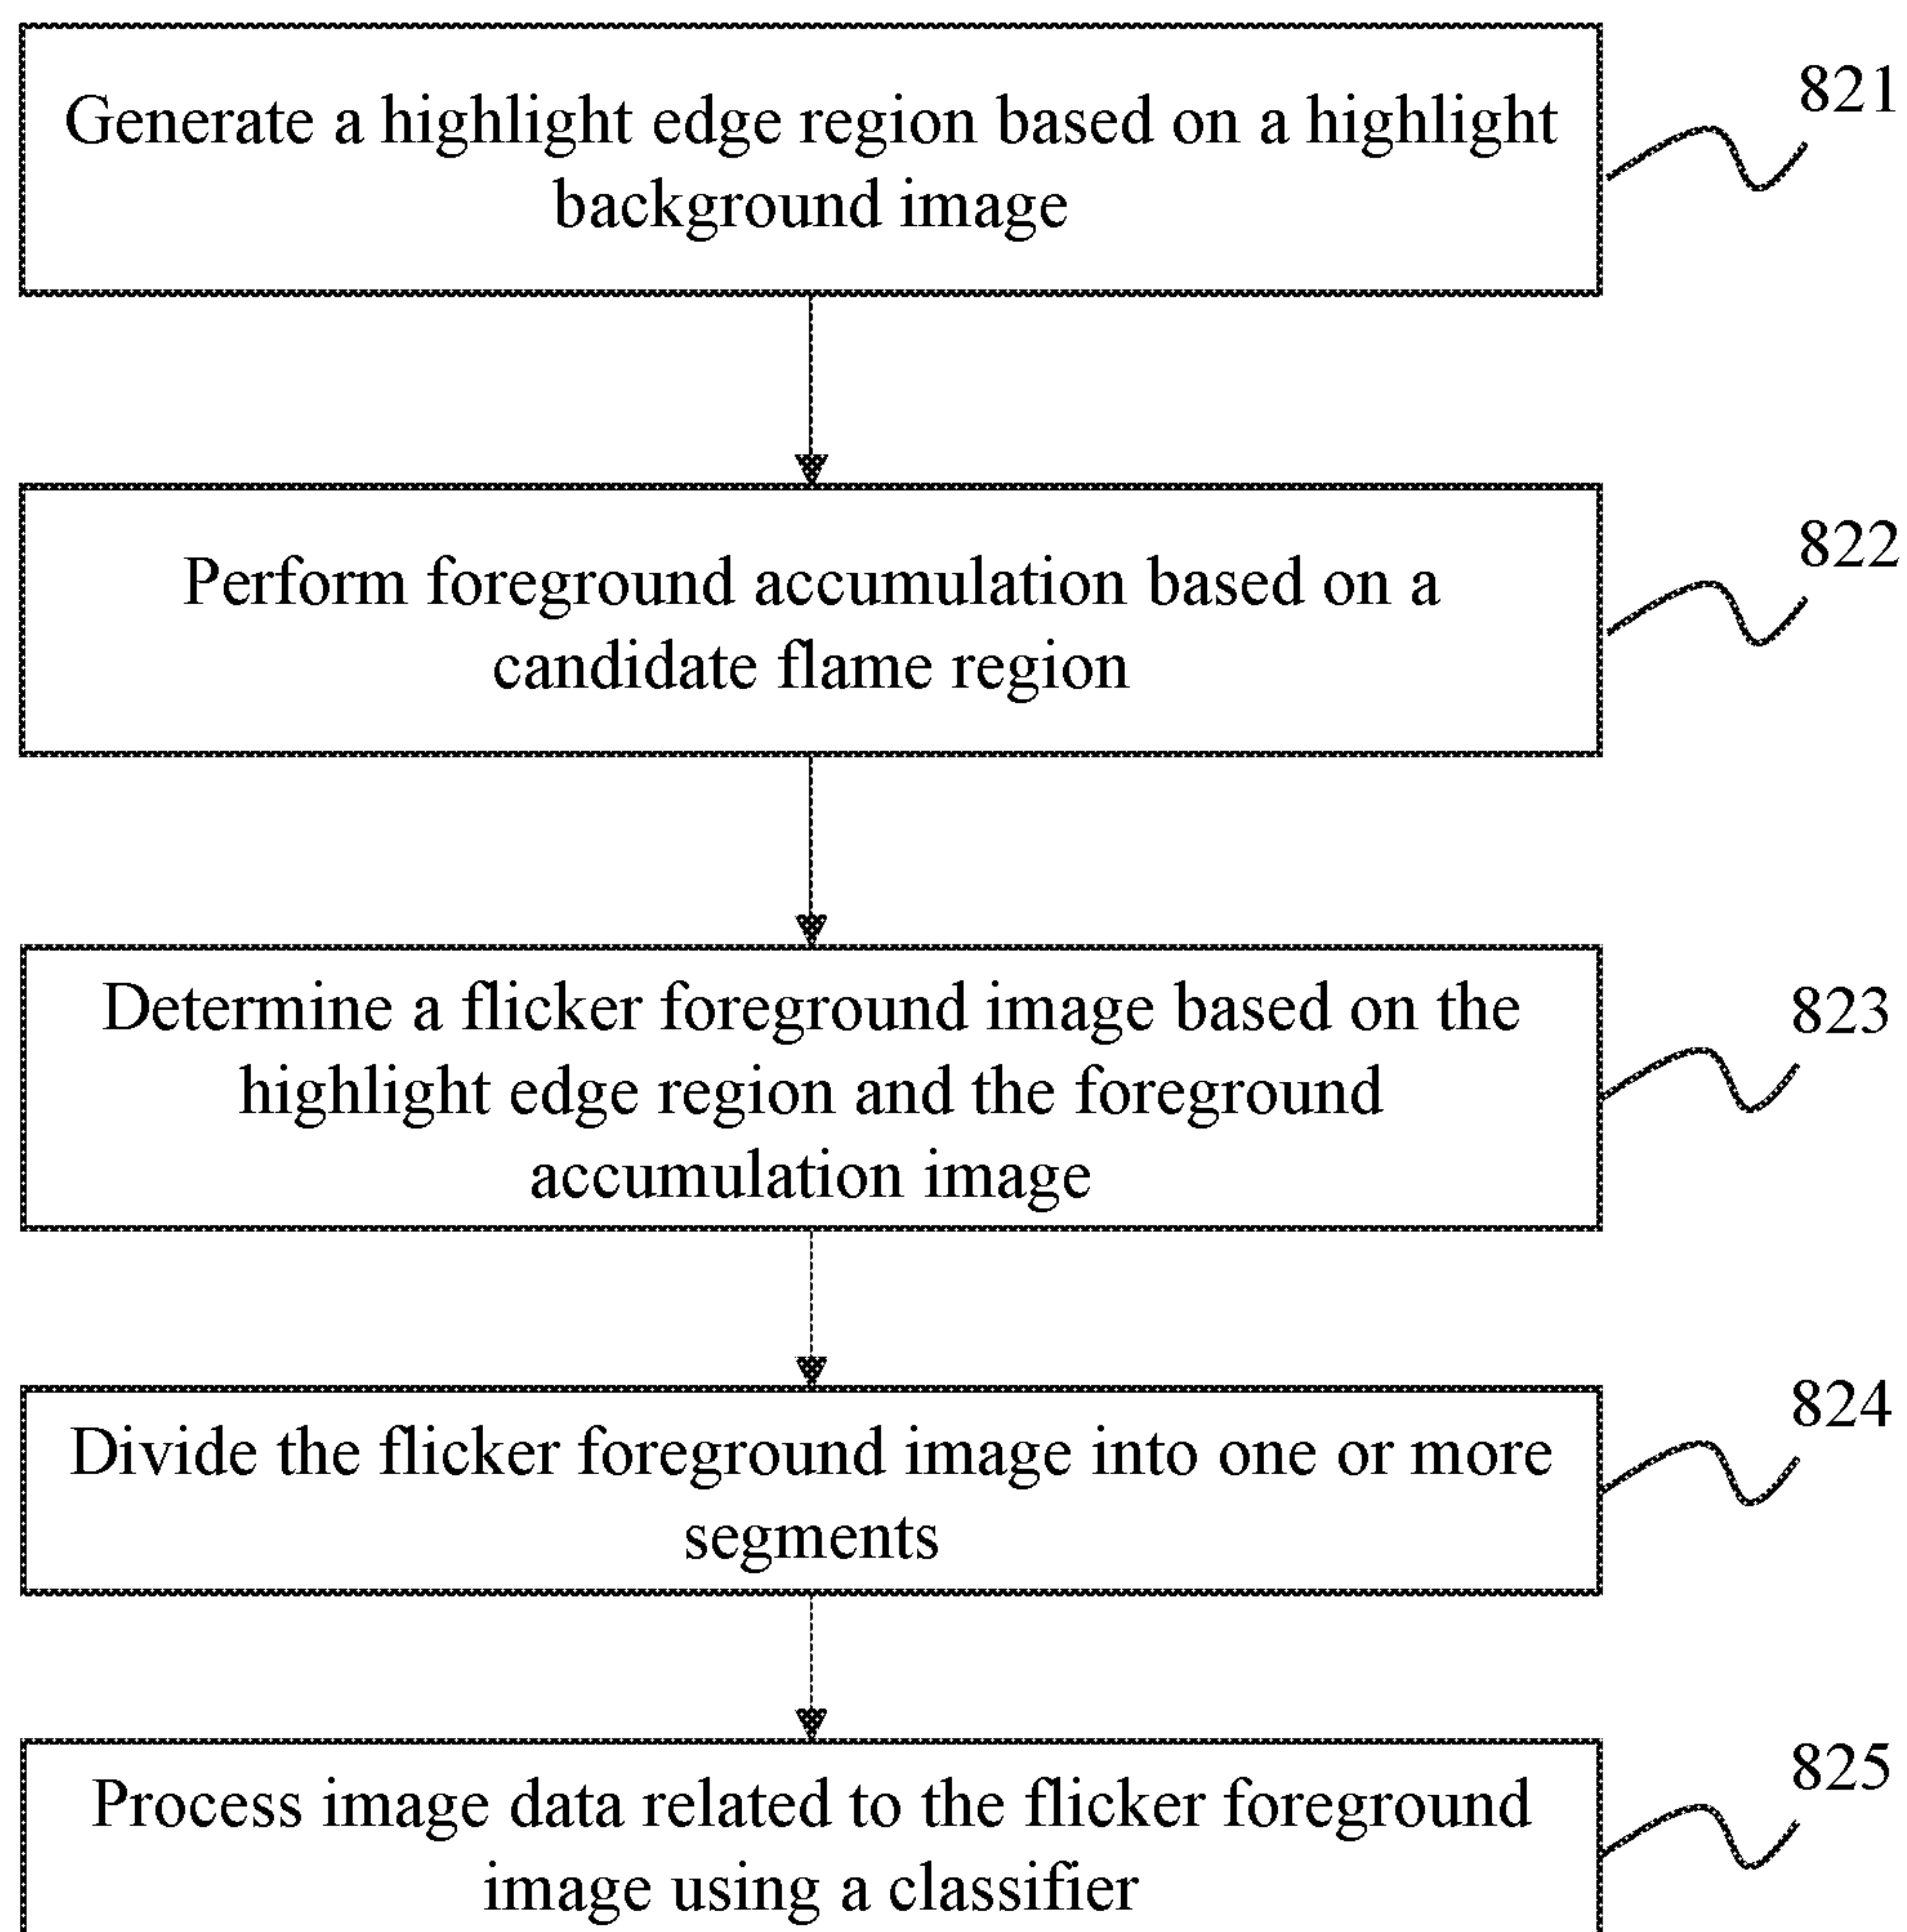 Generate a highlight edge region based on a highlight
background image
821
Perform foreground accumulation based on a
candidate flame region
822
Determine a flicker foreground image based on the
highlight edge region and the foreground
accumulation image
823
Divide the flicker foreground image into one or more
segments
824
Process image data related to the flicker foreground
image using a classifier
825